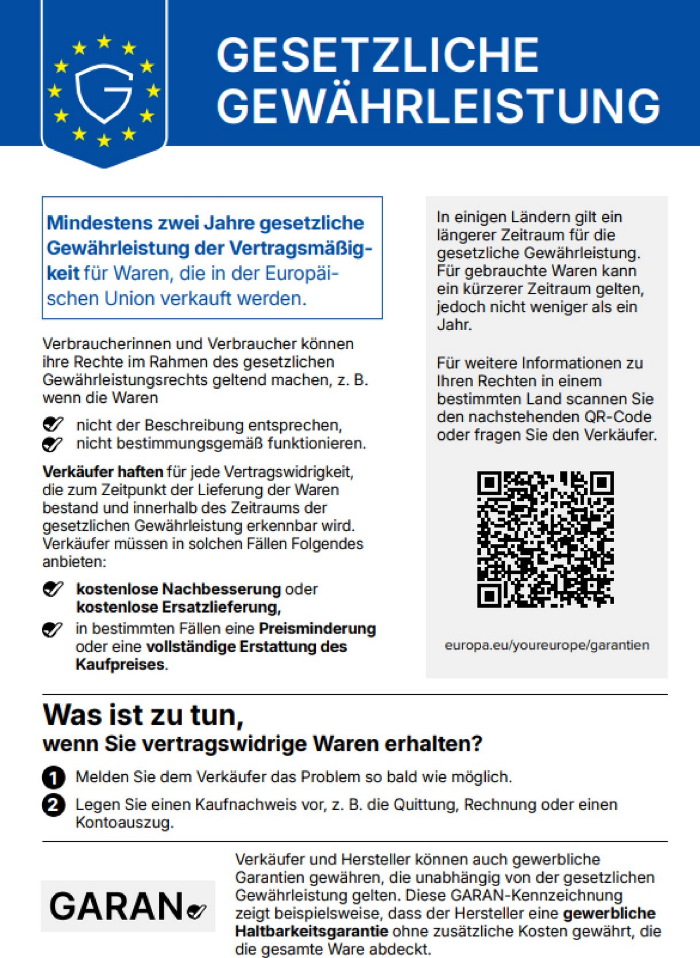 GESETZLICHE
GEWÄHRLEISTUNG
Mindestens zwei Jahre gesetzliche
Gewährleistung der Vertragsmäßig-
keit für Waren, die in der Europäi-
schen Union verkauft werden.
Verbraucherinnen und Verbraucher können
ihre Rechte im Rahmen des gesetzlichen
Gewährleistungsrechts geltend machen, z. B.
wenn die Waren
nicht der Beschreibung entsprechen,
nicht bestimmungsgemäß funktionieren.
Verkäufer haften für jede Vertragswidrigkeit,
die zum Zeitpunkt der Lieferung der Waren
bestand und innerhalb des Zeitraums der
gesetzlichen Gewährleistung erkennbar wird.
Verkäufer müssen in solchen Fällen Folgendes
anbieten:
kostenlose Nachbesserung oder
kostenlose Ersatzlieferung,
in bestimmten Fällen eine Preisminderung
oder eine vollständige Erstattung des
Kaufpreises.
In einigen Ländern gilt ein
längerer Zeitraum für die
gesetzliche Gewährleistung.
Für gebrauchte Waren kann
ein kürzerer Zeitraum gelten,
jedoch nicht weniger als ein
Jahr.
Für weitere Informationen zu
Ihren Rechten in einem
bestimmten Land scannen Sie
den nachstehenden QR-Code
oder fragen Sie den Verkäufer.
europa.eu/youreurope/garantien
Was ist zu tun,
wenn Sie vertragswidrige Waren erhalten?
1 Melden Sie dem Verkäufer das Problem so bald wie möglich.
2 Legen Sie einen Kaufnachweis vor, z. B. die Quittung, Rechnung oder einen
Kontoauszug.
GARAN
Verkäufer und Hersteller können auch gewerbliche
Garantien gewähren, die unabhängig von der gesetzlichen
Gewährleistung gelten. Diese GARAN-Kennzeichnung
zeigt beispielsweise, dass der Hersteller eine gewerbliche
Haltbarkeitsgarantie ohne zusätzliche Kosten gewährt, die
die gesamte Ware abdeckt.